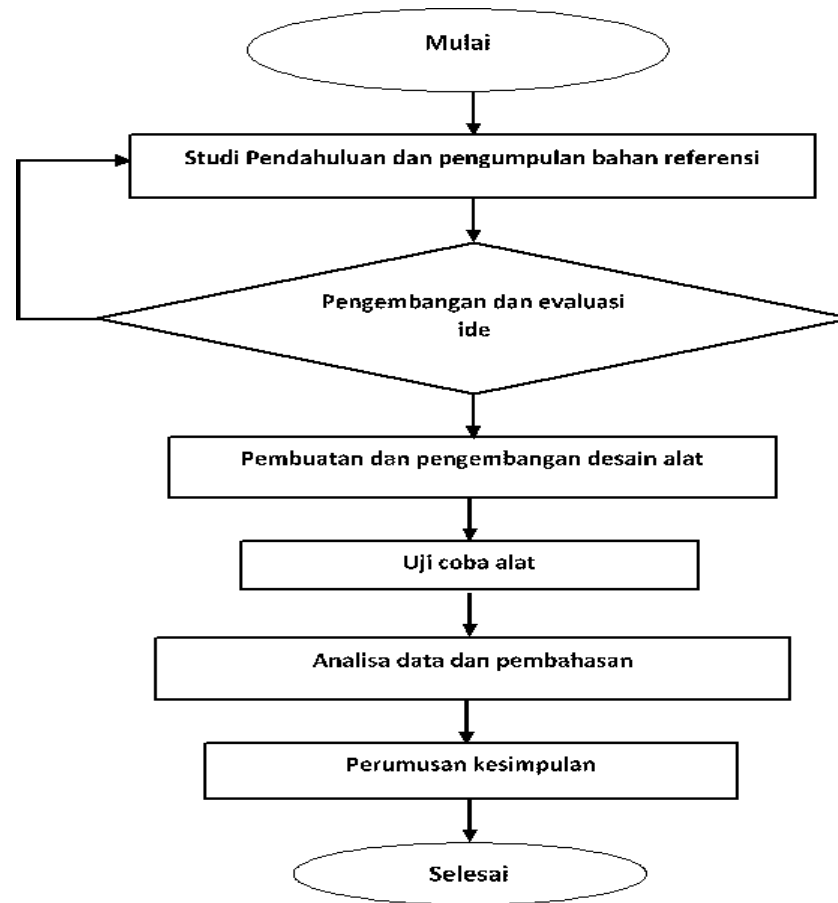 Mulai
Studi Pendahuluan dan pengumpulan bahan referensi
Pengembangan dan evaluasi
ide
Pembuatan dan pengembangan desain alat
Uji coba alat
Analisa data dan pembahasan
Perumusan kesimpulan
Selesai